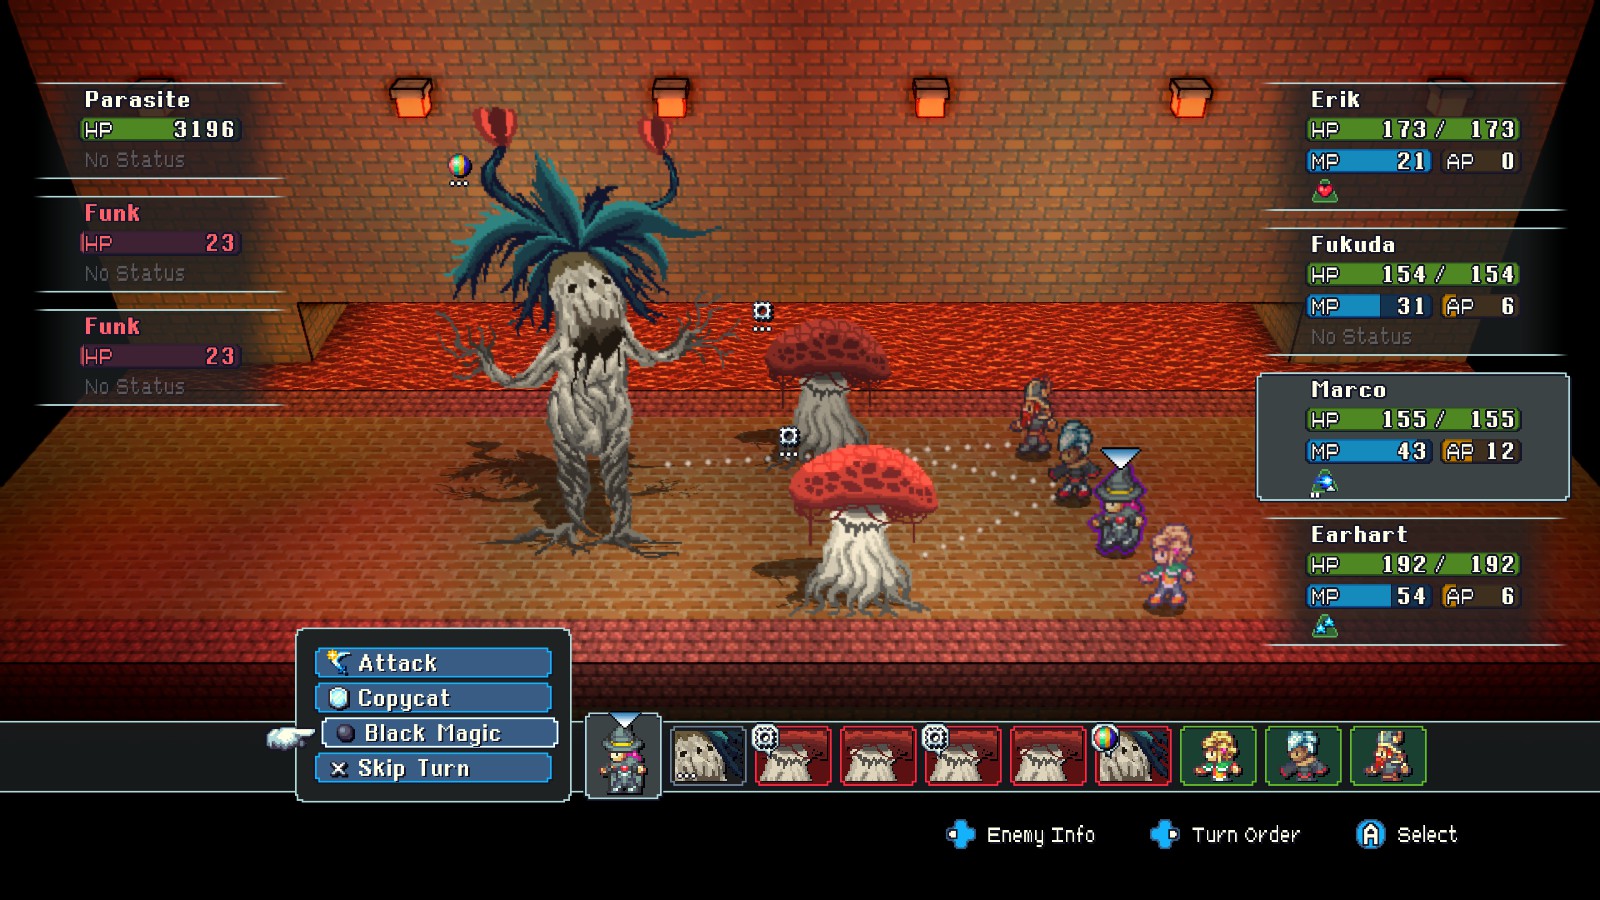 Parasite
HP 3196
No Status
Funk
HP 23
No Status
Funk
HP 23
No Status
Erik
HP 173/ 173
MP 21 AP 0
Fukuda
HP 154/ 154
MP 31 AP 6
No Status
Marco
HP 155/ 155
MP 43 AP 12
Earhart
HP 192/ 192
MP 54 AP 6
Attack
Copycat
Black Magic
Skip Turn
Enemy Info
Turn Order
A Select